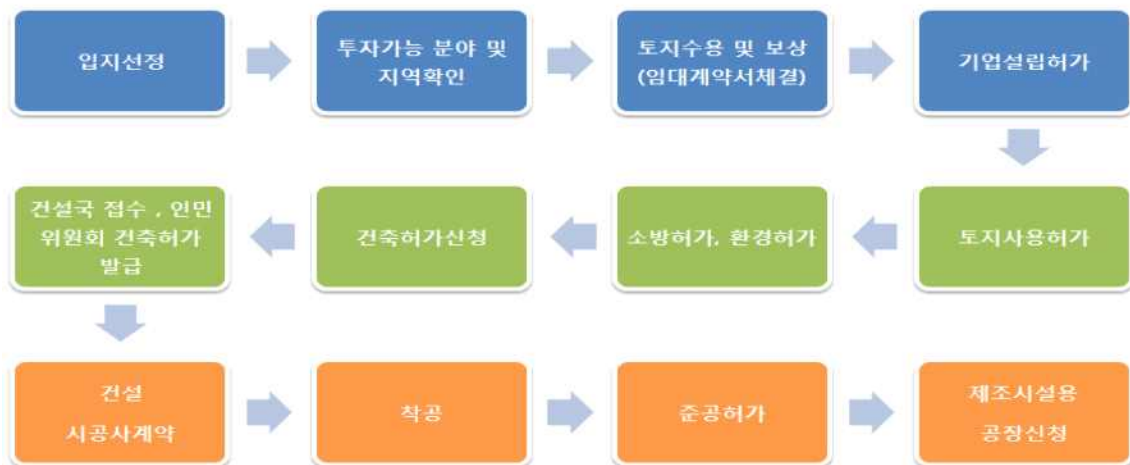 입지선정
투자가능 분야 및
지역확인
토지수용 및 보상
(임대계약서체결)
기업설립허가
토지사용허가
소방허가, 환경허가
건축허가신청
건설국 접수 , 인민
위원회 건축허가
발급
건설
시공사계약
착공
준공허가
제조시설용
공장신청